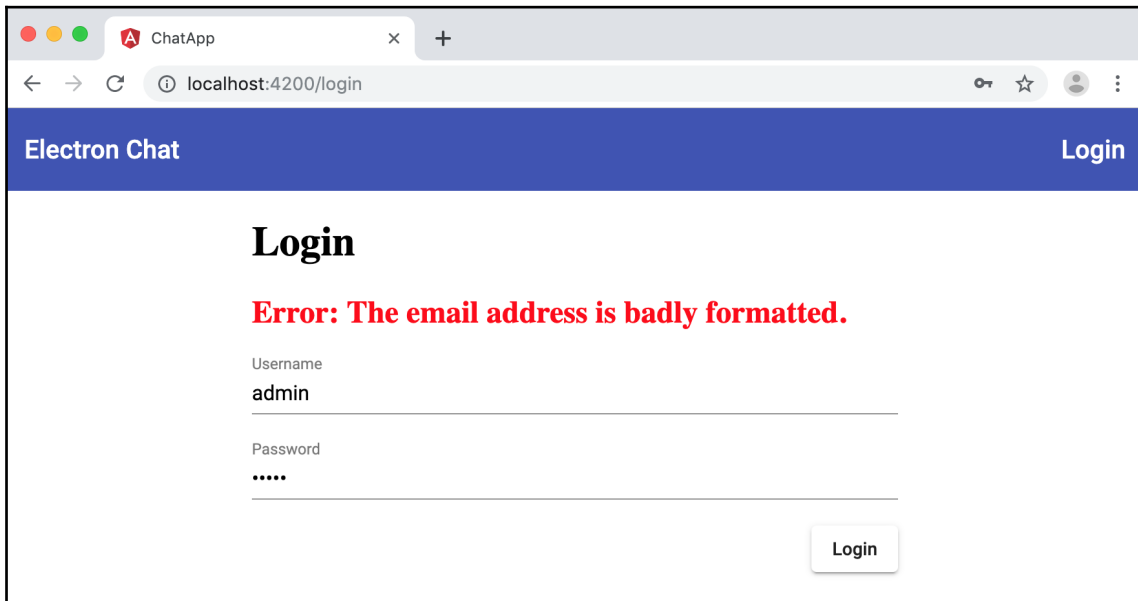 ChatApp
localhost:4200/login
Electron Chat Login
Login
Error: The email address is badly formatted.
Username
admin
Password
•••••
Login